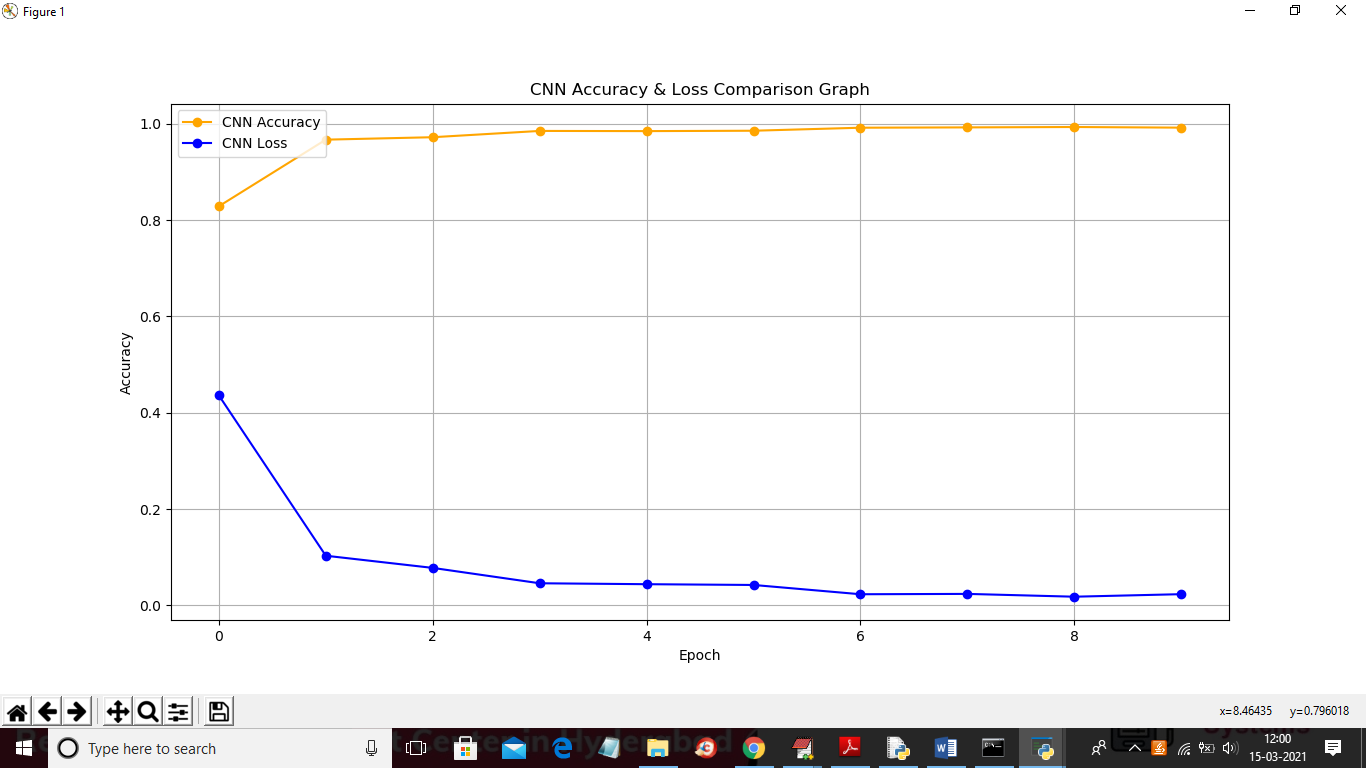 Figure 1
CNN Accuracy & Loss Comparison Graph
CNN Accuracy
CNN Loss
1.0
0.8
0.6
0.4
0.2
0.0
Accuracy
0 2 4 6 8
Epoch
x=8.46435 y=0.796018
Type here to search
12:00
15-03-2021